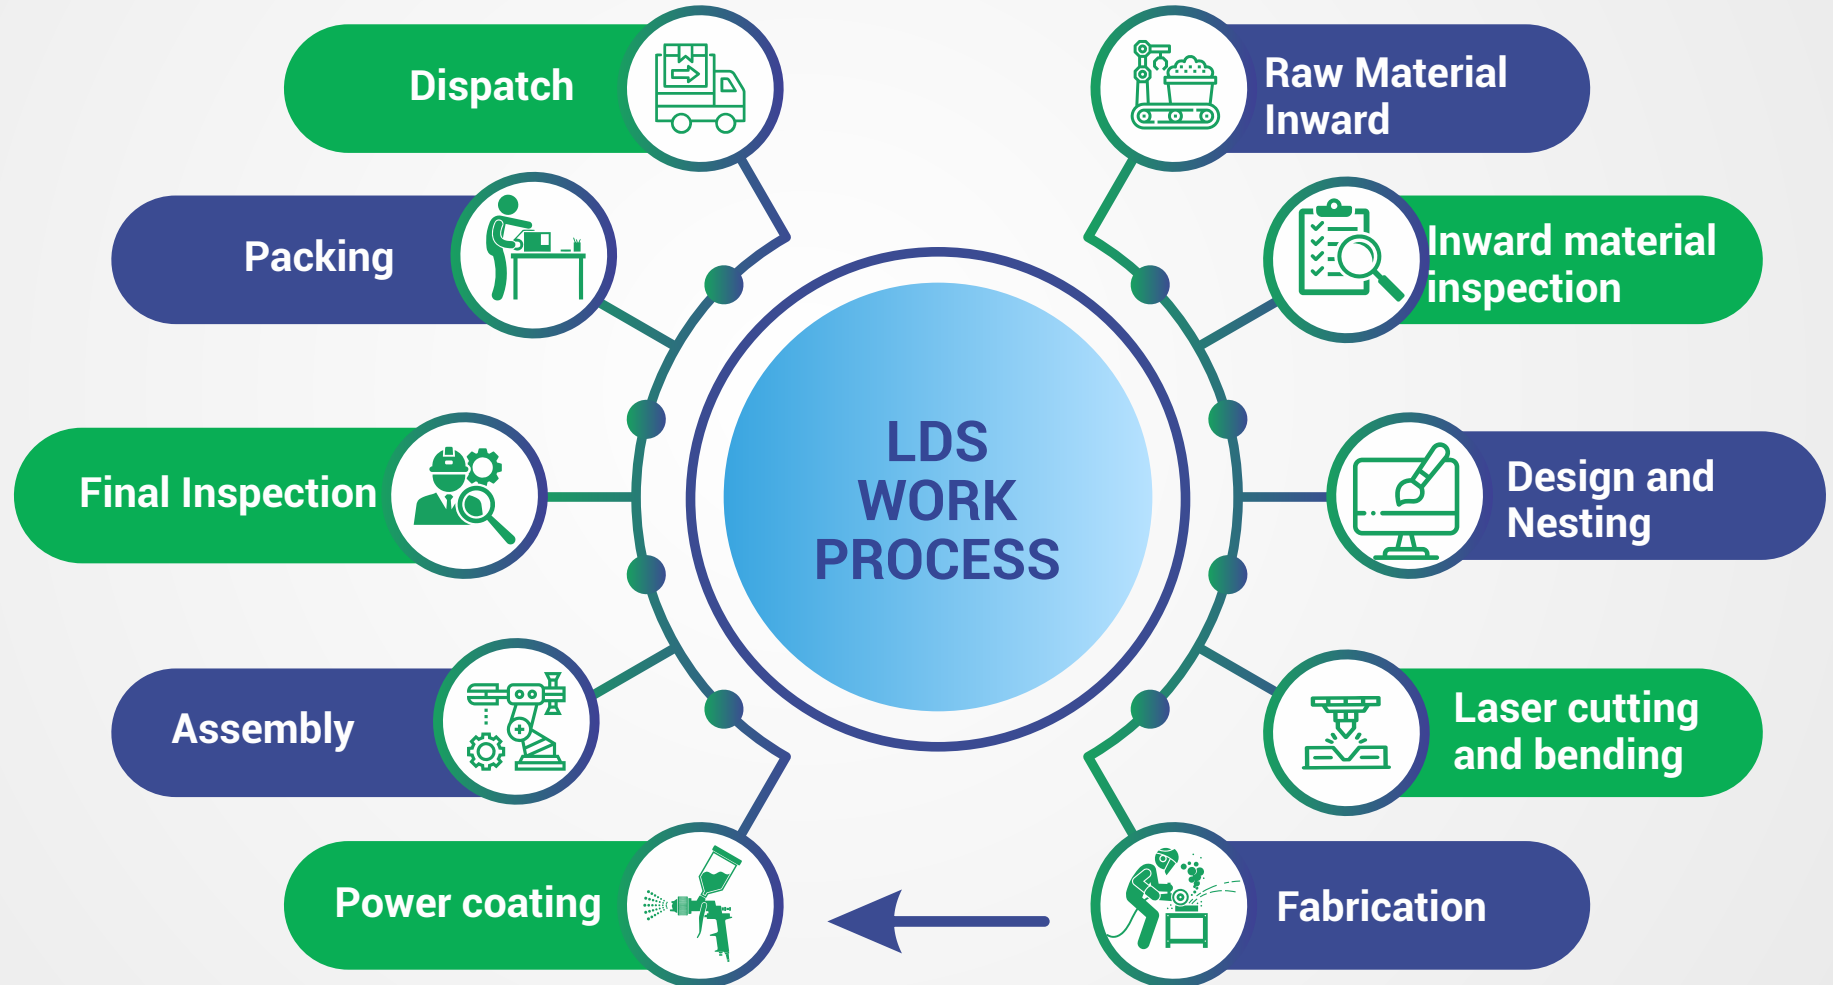 Dispatch
Raw Material
Inward
Packing
Inward material
inspection
LDS
WORK
PROCESS
Final Inspection
Design and
Nesting
Assembly
Laser cutting
and bending
Power coating
Fabrication